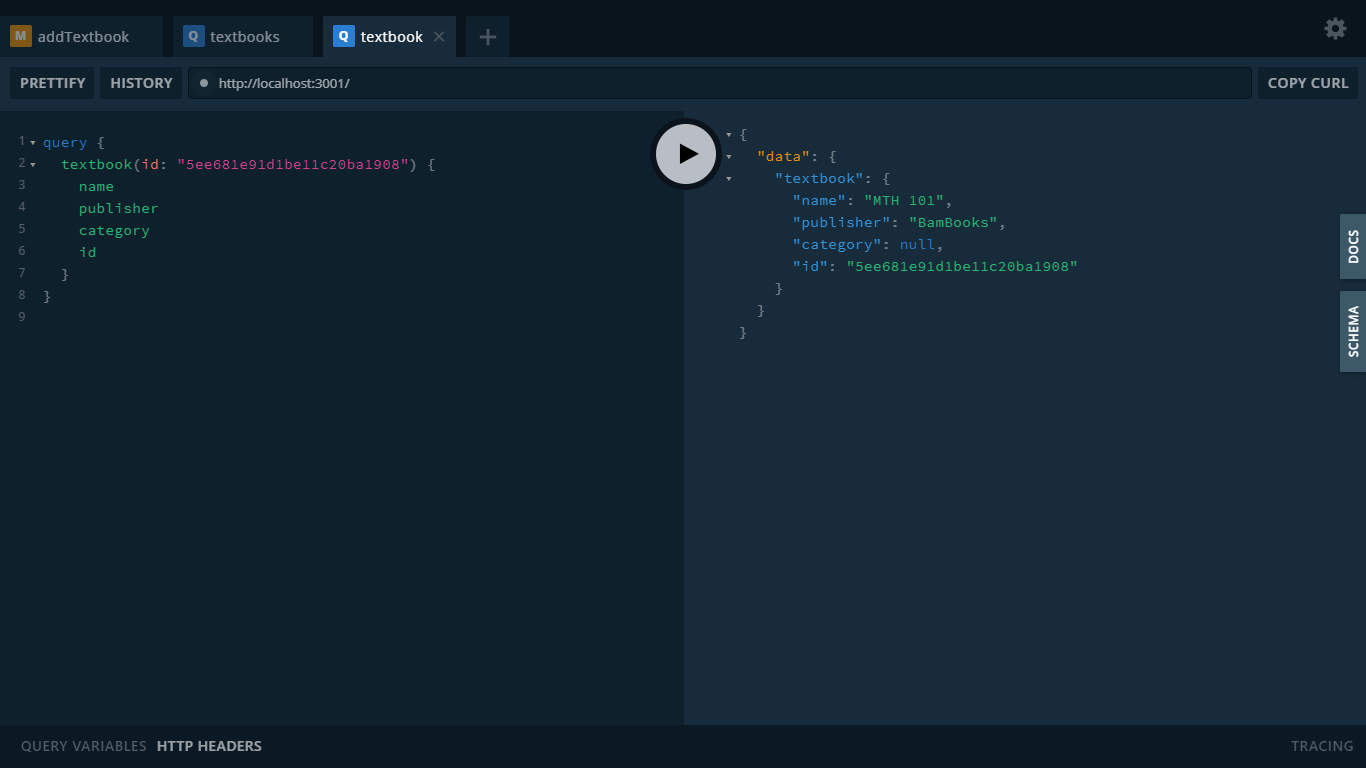 M addTextbook Q textbooks Q textbook × +
PRETTIFY HISTORY http://localhost:3001/ COPY CURL
1 query {
2 textbook(id: "5ee681e91d1be11c20ba1908") {
3 name
4 publisher
5 category
6 id
7 }
8 }
9
{
"data": {
"textbook": {
"name": "MTH 101",
"publisher": "BamBooks",
"category": null,
"id": "5ee681e91d1be11c20ba1908"
}
}
}
DOCS
SCHEMA
QUERY VARIABLES HTTP HEADERS TRACING